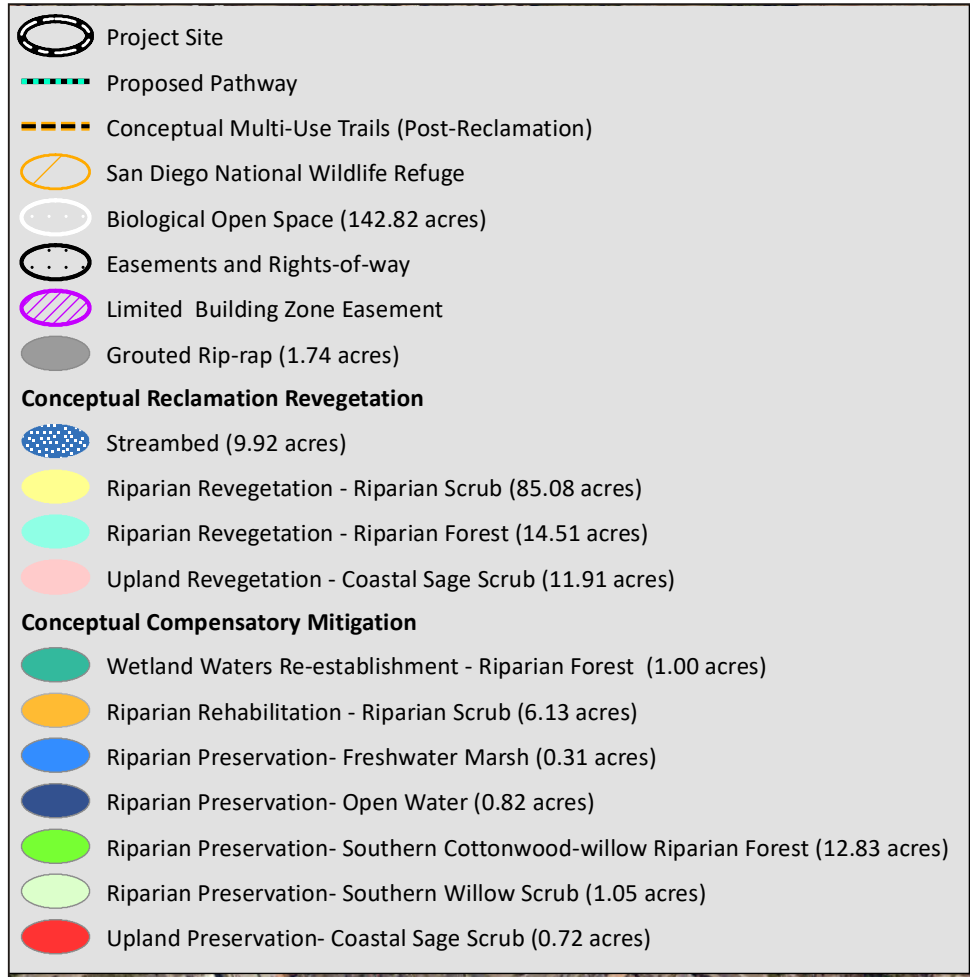 Project Site
Proposed Pathway
Conceptual Multi-Use Trails (Post-Reclamation)
San Diego National Wildlife Refuge
Biological Open Space (142.82 acres)
Easements and Rights-of-way
Limited  Building Zone Easement
Grouted Rip-rap (1.74 acres)
Conceptual Reclamation Revegetation
Streambed (9.92 acres)
Riparian Revegetation - Riparian Scrub (85.08 acres)
Riparian Revegetation - Riparian Forest (14.51 acres)
Upland Revegetation - Coastal Sage Scrub (11.91 acres)
Conceptual Compensatory Mitigation
Wetland Waters Re-establishment - Riparian Forest  (1.00 acres)
Riparian Rehabilitation - Riparian Scrub (6.13 acres)
Riparian Preservation- Freshwater Marsh (0.31 acres)
Riparian Preservation- Open Water (0.82 acres)
Riparian Preservation- Southern Cottonwood-willow Riparian Forest (12.83 acres)
Riparian Preservation- Southern Willow Scrub (1.05 acres)
Upland Preservation- Coastal Sage Scrub (0.72 acres)